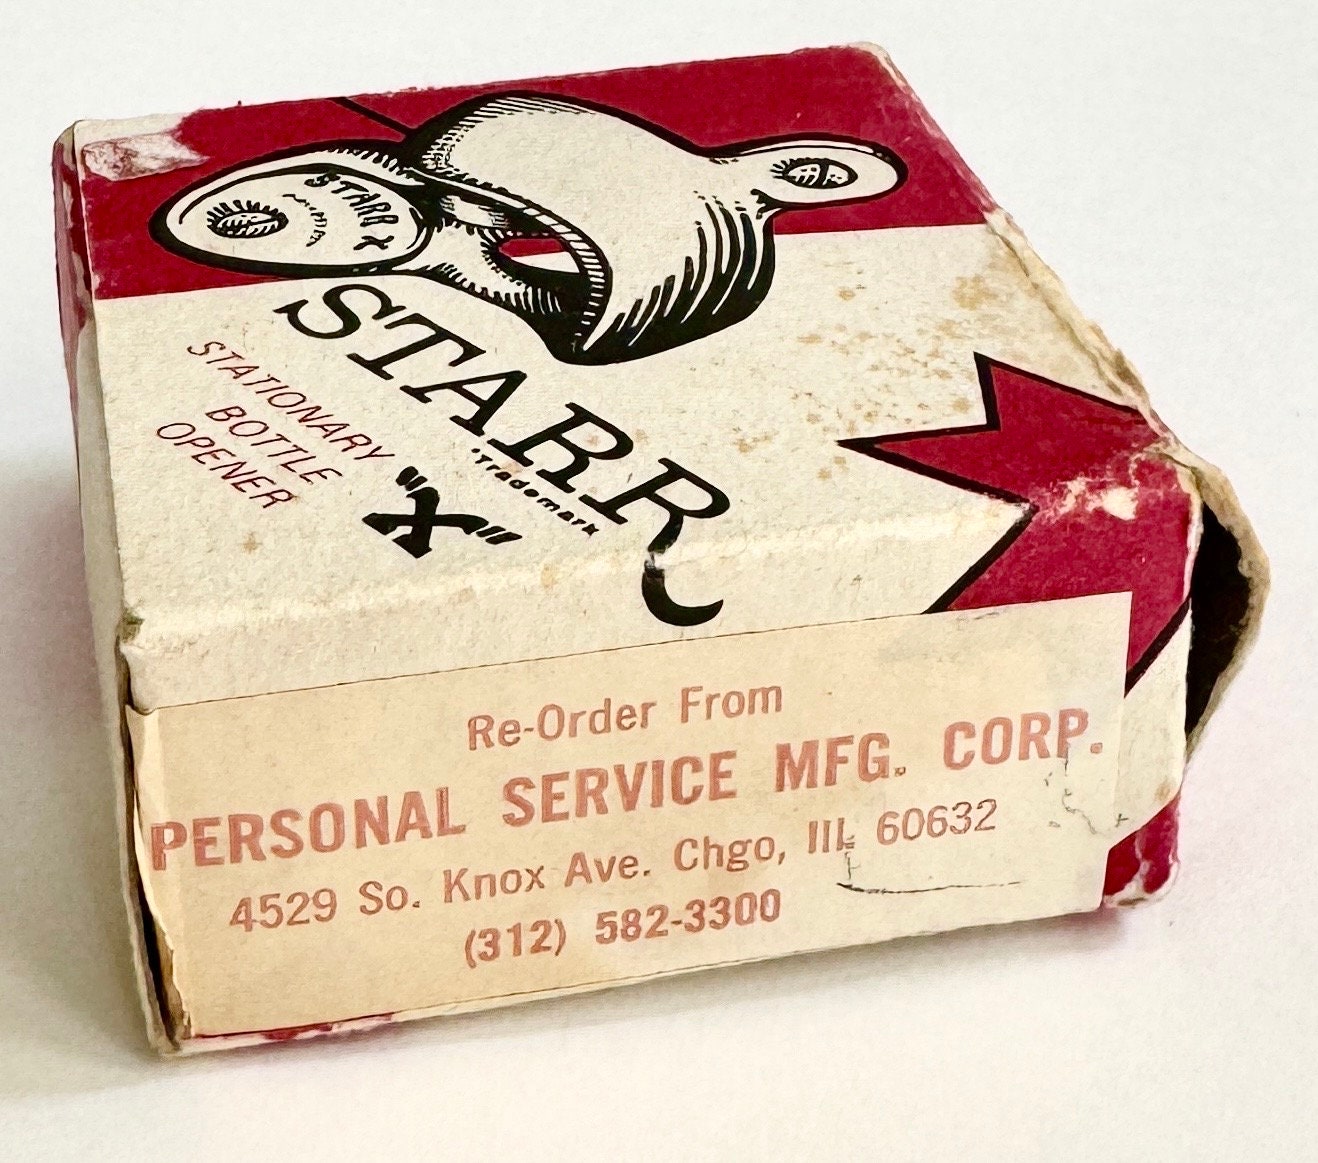 STARR X
STARR
"X"
'Trademark
STATIONARY
BOTTLE
OPENER
Re-Order From
PERSONAL SERVICE MFG. CORP.
4529 So. Knox Ave. Chgo, Ill. 60632
(312) 582-3300